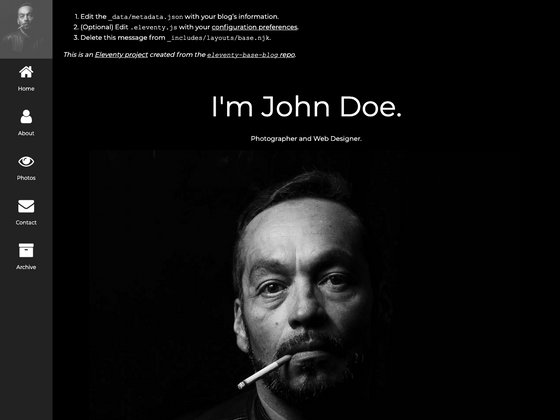 1. Edit the _data/metadata.json with your blog's information.
2. (Optional) Edit .eleventy.js with your configuration preferences.
3. Delete this message from _includes/layouts/base.njk.
This is an Eleventy project created from the eleventy-base-blog repo.
I'm John Doe.
Photographer and Web Designer.
Home
About
Photos
Contact
Archive